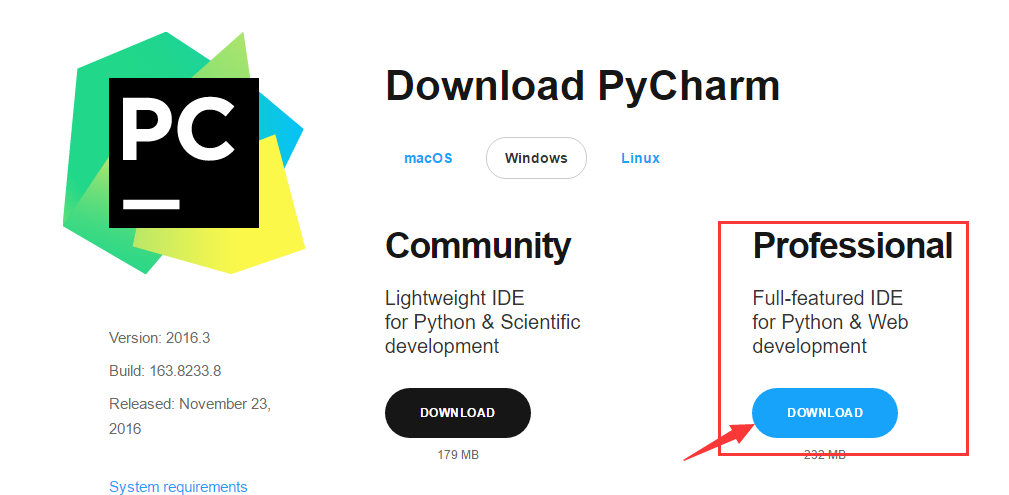 PC
Download PyCharm
macOS
Windows
Linux
Community
Lightweight IDE
for Python & Scientific
development
DOWNLOAD
179 MB
Professional
Full-featured IDE
for Python & Web
development
DOWNLOAD
232 MB
Version: 2016.3
Build: 163.8233.8
Released: November 23,
2016
System requirements